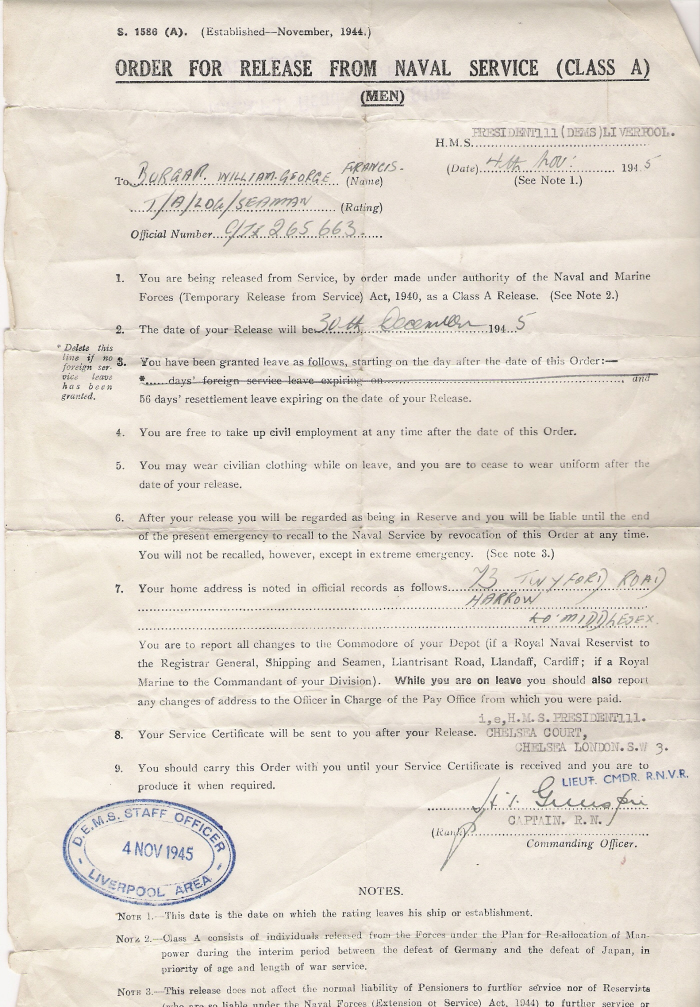 S. 1586 (A). (Established—November, 1944.)
ORDER FOR RELEASE FROM NAVAL SERVICE (CLASS A)
(MEN)
H.M.S. PRESIDENT111(DEMS)LIVERPOOL.
(Date) 4th Nov: 1945
(See Note 1.)
To BURGAR. WILLIAM. GEORGE FRANCIS. (Name)
T/A/LDG/SEAMAN (Rating)
Official Number C/JX 265663.
1. You are being released from Service, by order made under authority of the Naval and Marine
Forces (Temporary Release from Service) Act, 1940, as a Class A Release. (See Note 2.)
2. The date of your Release will be 30th December 1945
* Delete this
line if no
foreign ser-
vice leave
has been
granted.
3. You have been granted leave as follows, starting on the day after the date of this Order:—
*...... days' foreign service leave expiring on...... and
56 days' resettlement leave expiring on the date of your Release.
4. You are free to take up civil employment at any time after the date of this Order.
5. You may wear civilian clothing while on leave, and you are to cease to wear uniform after the
date of your release.
6. After your release you will be regarded as being in Reserve and you will be liable until the end
of the present emergency to recall to the Naval Service by revocation of this Order at any time.
You will not be recalled, however, except in extreme emergency. (See note 3.)
7. Your home address is noted in official records as follows 73 TWYFORD ROAD
HARROW
MIDDLESEX.
You are to report all changes to the Commodore of your Depot (if a Royal Naval Reservist to
the Registrar General, Shipping and Seamen, Llantrisant Road, Llandaff, Cardiff; if a Royal
Marine to the Commandant of your Division). While you are on leave you should also report
any changes of address to the Officer in Charge of the Pay Office from which you were paid.
i,e,H.M.S.PRESIDENT111.
8. Your Service Certificate will be sent to you after your Release. CHELSEA COURT,
CHELSEA LONDON.S.W 3.
9. You should carry this Order with you until your Service Certificate is received and you are to
produce it when required.
LIEUT. CMDR. R.N.V.R.
CAPTAIN. R.N.
(Rank)
Commanding Officer.
D.E.M.S. STAFF OFFICER
4 NOV 1945
LIVERPOOL AREA
NOTES.
NOTE 1.—This date is the date on which the rating leaves his ship or establishment.
NOTE 2.—Class A consists of individuals released from the Forces under the Plan for Re-allocation of Man-
power during the interim period between the defeat of Germany and the defeat of Japan, in
priority of age and length of war service.
NOTE 3.—This release does not affect the normal liability of Pensioners to further service nor of Reservists
(who are so liable under the Naval Forces (Extension of Service) Act, 1944) to further service or